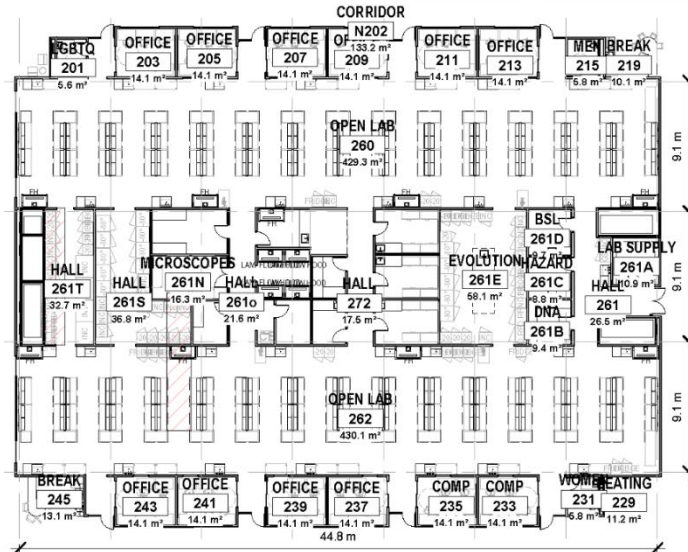 CORRIDOR
N202
133.2 m²
LGBTQ
201
5.6 m²
OFFICE
203
14.1 m²
OFFICE
205
14.1 m²
OFFICE
207
14.1 m²
209
14.1 m²
OFFICE
211
14.1 m²
OFFICE
213
14.1 m²
MEN
215
5.8 m²
BREAK
219
10.1 m²
OPEN LAB
260
429.3 m²
9.1 m
FH
FH
FH
FH
HALL
261T
32.7 m²
HALL
261S
36.8 m²
MICROSCOPES
261N
16.3 m²
261o
21.6 m²
HALL
272
17.5 m²
EVOLUTION
261E
58.1 m²
BSL
261D
HAZARD
261C
8.8 m²
DNA
261B
9.4 m²
LAB SUPPLY
261A
10.9 m²
HALL
261
26.5 m²
9.1 m
FH
FH
FH
OPEN LAB
262
430.1 m²
9.1 m
BREAK
245
13.1 m²
OFFICE
243
14.1 m²
OFFICE
241
14.1 m²
OFFICE
239
14.1 m²
OFFICE
237
14.1 m²
COMP
235
14.1 m²
COMP
233
14.1 m²
WOMEN
231
229
11.2 m²
44.8 m